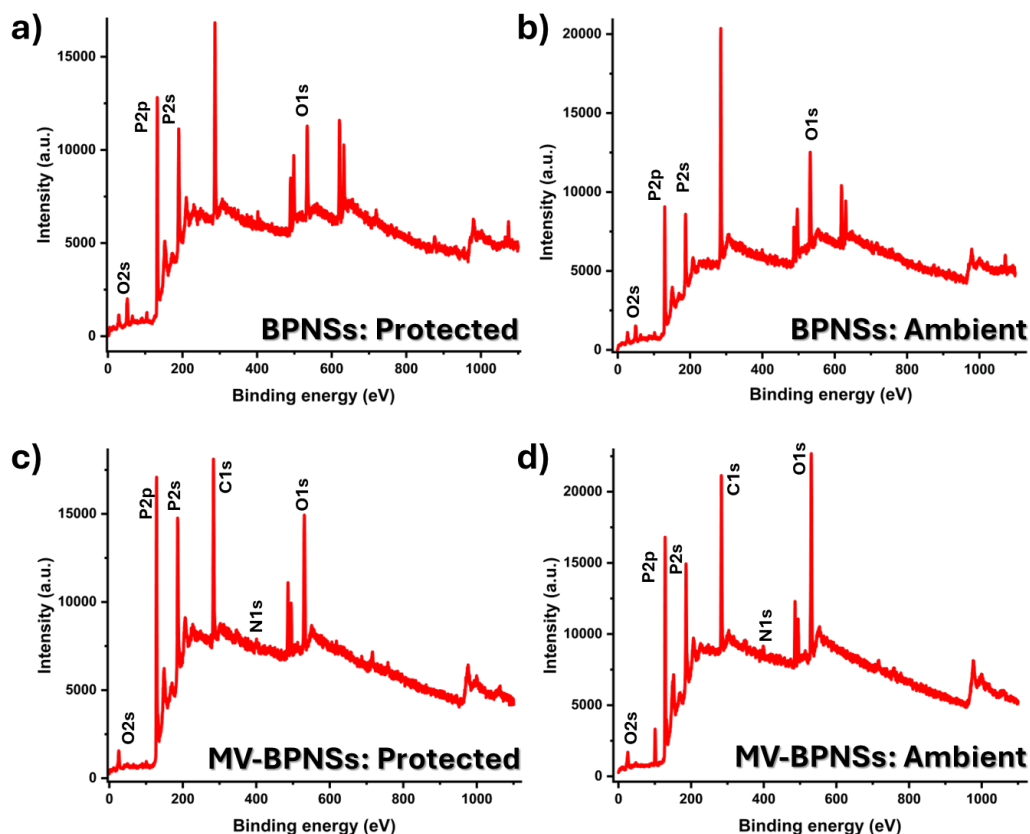 a)
Intensity (a.u.)
15000
10000
5000
0
O2s
P2p
P2s
O1s
BPNSs: Protected
0 200 400 600 800 1000
Binding energy (eV)
b)
Intensity (a.u.)
20000
15000
10000
5000
0
O2s
P2p
P2s
O1s
BPNSs: Ambient
0 200 400 600 800 1000
Binding energy (eV)
c)
Intensity (a.u.)
15000
10000
5000
0
O2s
P2p
P2s
C1s
N1s
O1s
MV-BPNSs: Protected
0 200 400 600 800 1000
Binding energy (eV)
d)
Intensity (a.u.)
20000
15000
10000
5000
0
O2s
P2p
P2s
C1s
N1s
O1s
MV-BPNSs: Ambient
0 200 400 600 800 1000
Binding energy (eV)